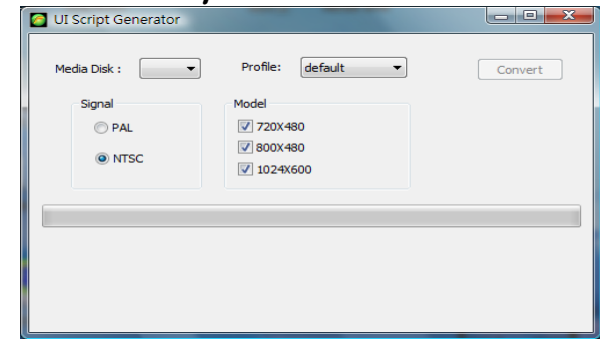 UI Script Generator
Media Disk :
Profile: default
Convert
Signal
PAL
NTSC
Model
720X480
800X480
1024X600